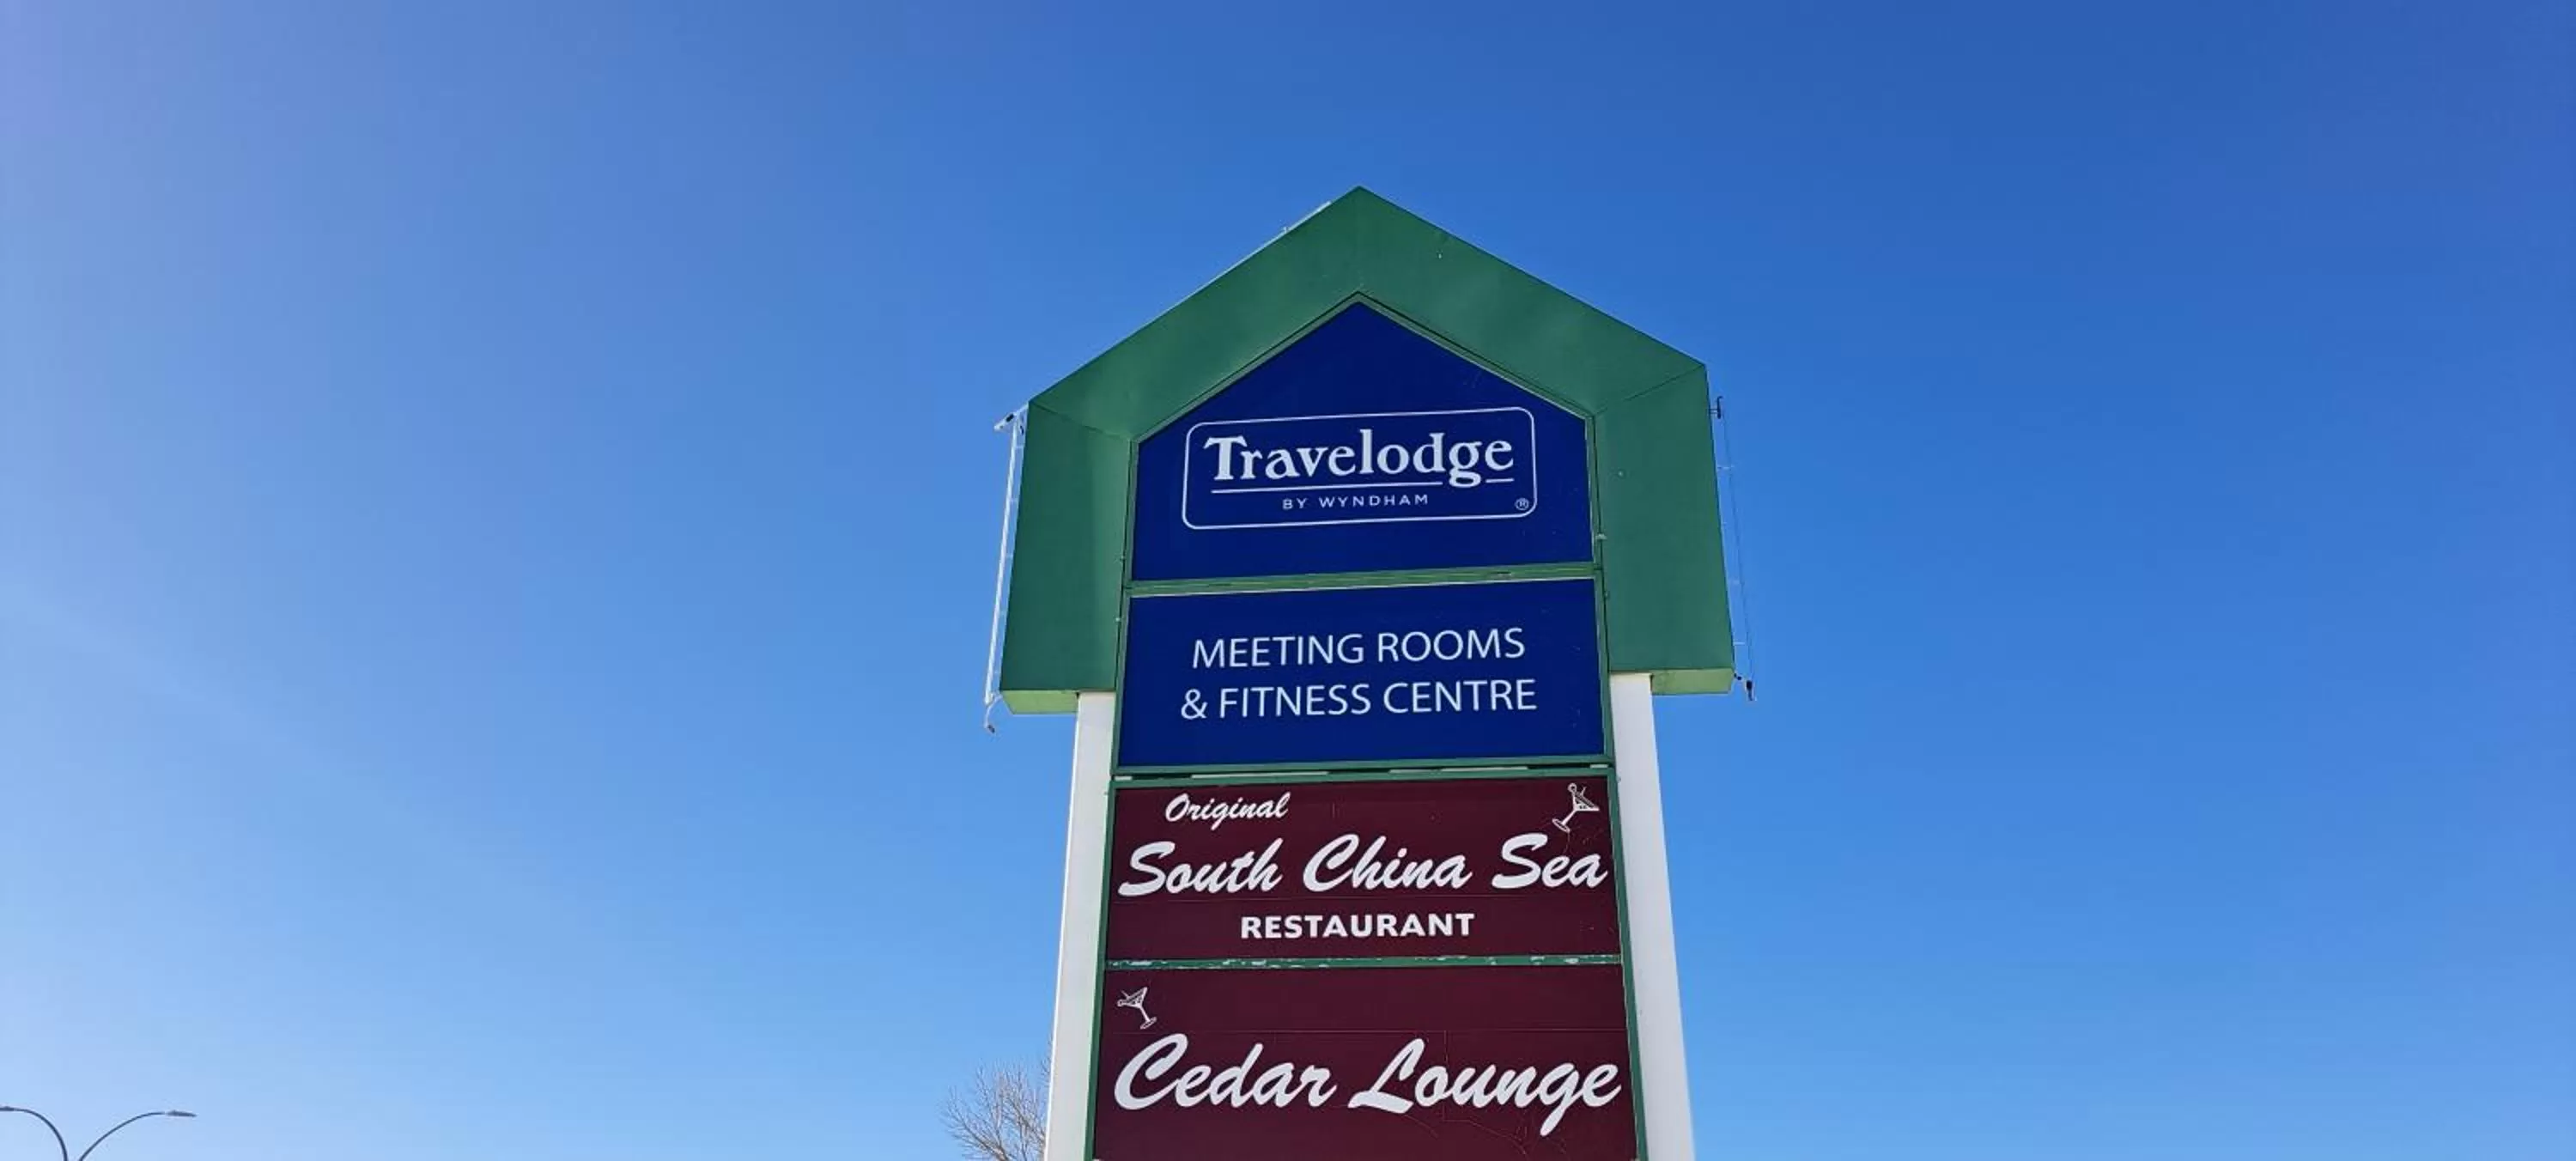 Travelodge
BY WYNDHAM
®
MEETING ROOMS
& FITNESS CENTRE
Original
South China Sea
RESTAURANT
Cedar Lounge